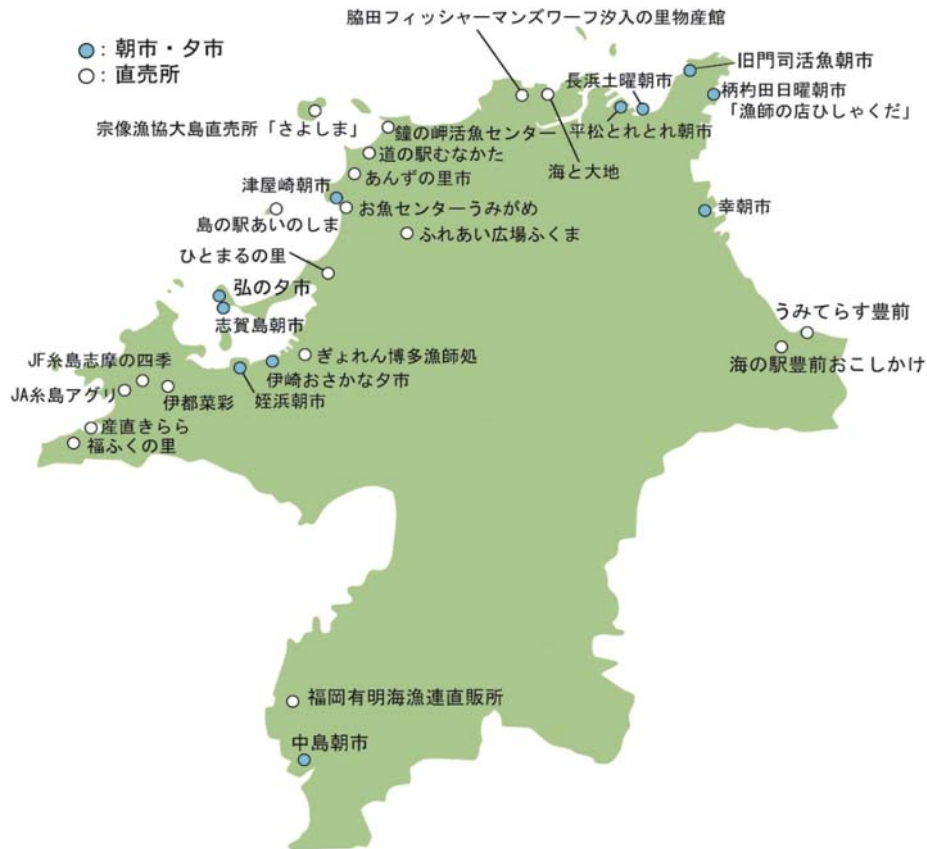 脇田フィッシャーマンズワーフ汐入の里物産館
○：朝市・夕市
○：直売所
旧門司活魚朝市
長浜土曜朝市
柄杓田日曜朝市
「漁師の店ひしゃくだ」
宗像漁協大島直売所「さよしま」
鐘の岬活魚センター
平松とれとれ朝市
道の駅むなかた
海と大地
あんずの里市
津屋崎朝市
お魚センターうみがめ
幸朝市
島の駅あいのしま
ふれあい広場ふくま
ひとまるの里
弘の夕市
うみてらす豊前
志賀島朝市
ぎょれん博多漁師処
海の駅豊前おこしかけ
JF糸島志摩の四季
伊崎おさかな夕市
JA糸島アグリ
伊都菜彩
姪浜朝市
産直きらら
福ふくの里
福岡有明海漁連直販所
中島朝市